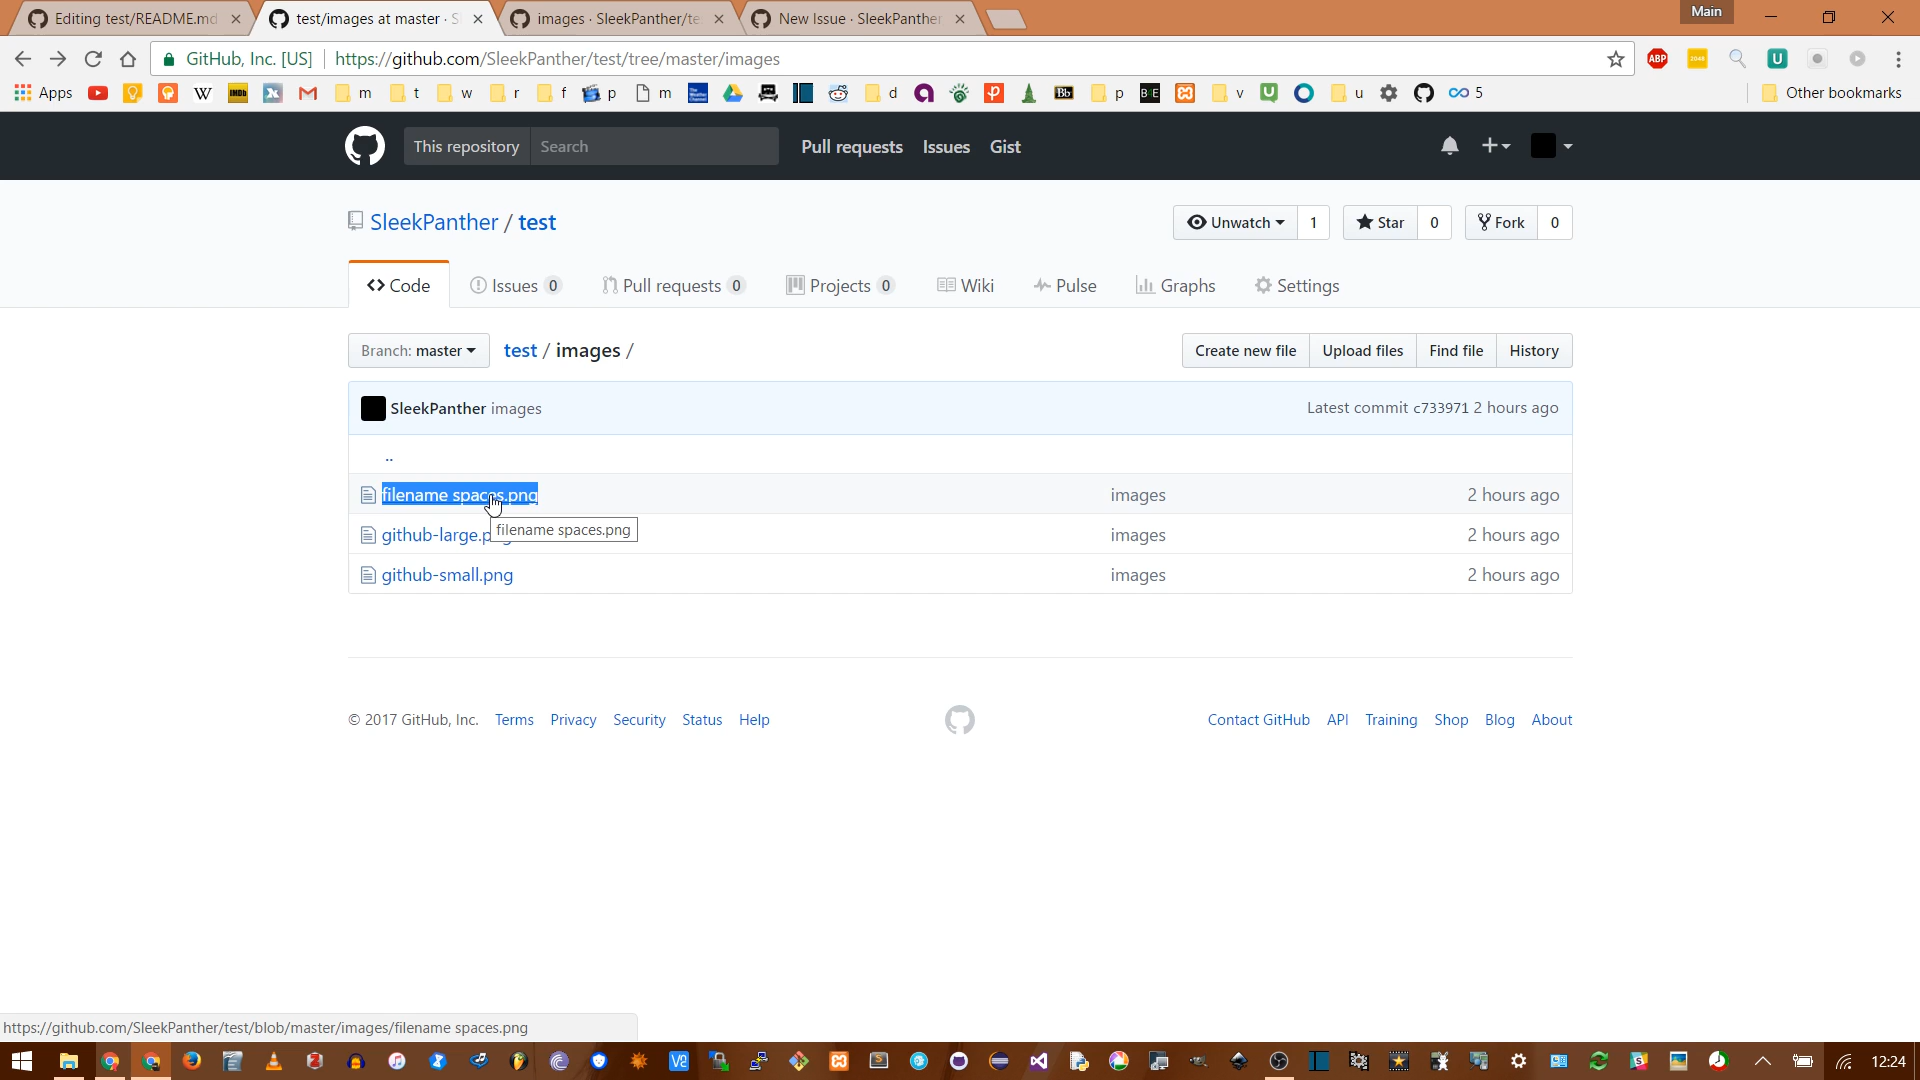 Main
Editing test/README.md
test/images at master · S
images · SleekPanther/te
New Issue · SleekPanther
GitHub, Inc. [US] https://github.com/SleekPanther/test/tree/master/images
ABP 2048 U
Apps W IMDb m t w r f p m d Bb p B4E v u 5 Other bookmarks
This repository Search Pull requests Issues Gist
SleekPanther / test
Unwatch 1 Star 0 Fork 0
Code Issues 0 Pull requests 0 Projects 0 Wiki Pulse Graphs Settings
Branch: master test / images / Create new file Upload files Find file History
SleekPanther images Latest commit c733971 2 hours ago
..
filename spaces.png images 2 hours ago
filename spaces.png
github-large.p images 2 hours ago
github-small.png images 2 hours ago
© 2017 GitHub, Inc. Terms Privacy Security Status Help Contact GitHub API Training Shop Blog About
https://github.com/SleekPanther/test/blob/master/images/filename spaces.png
12:24